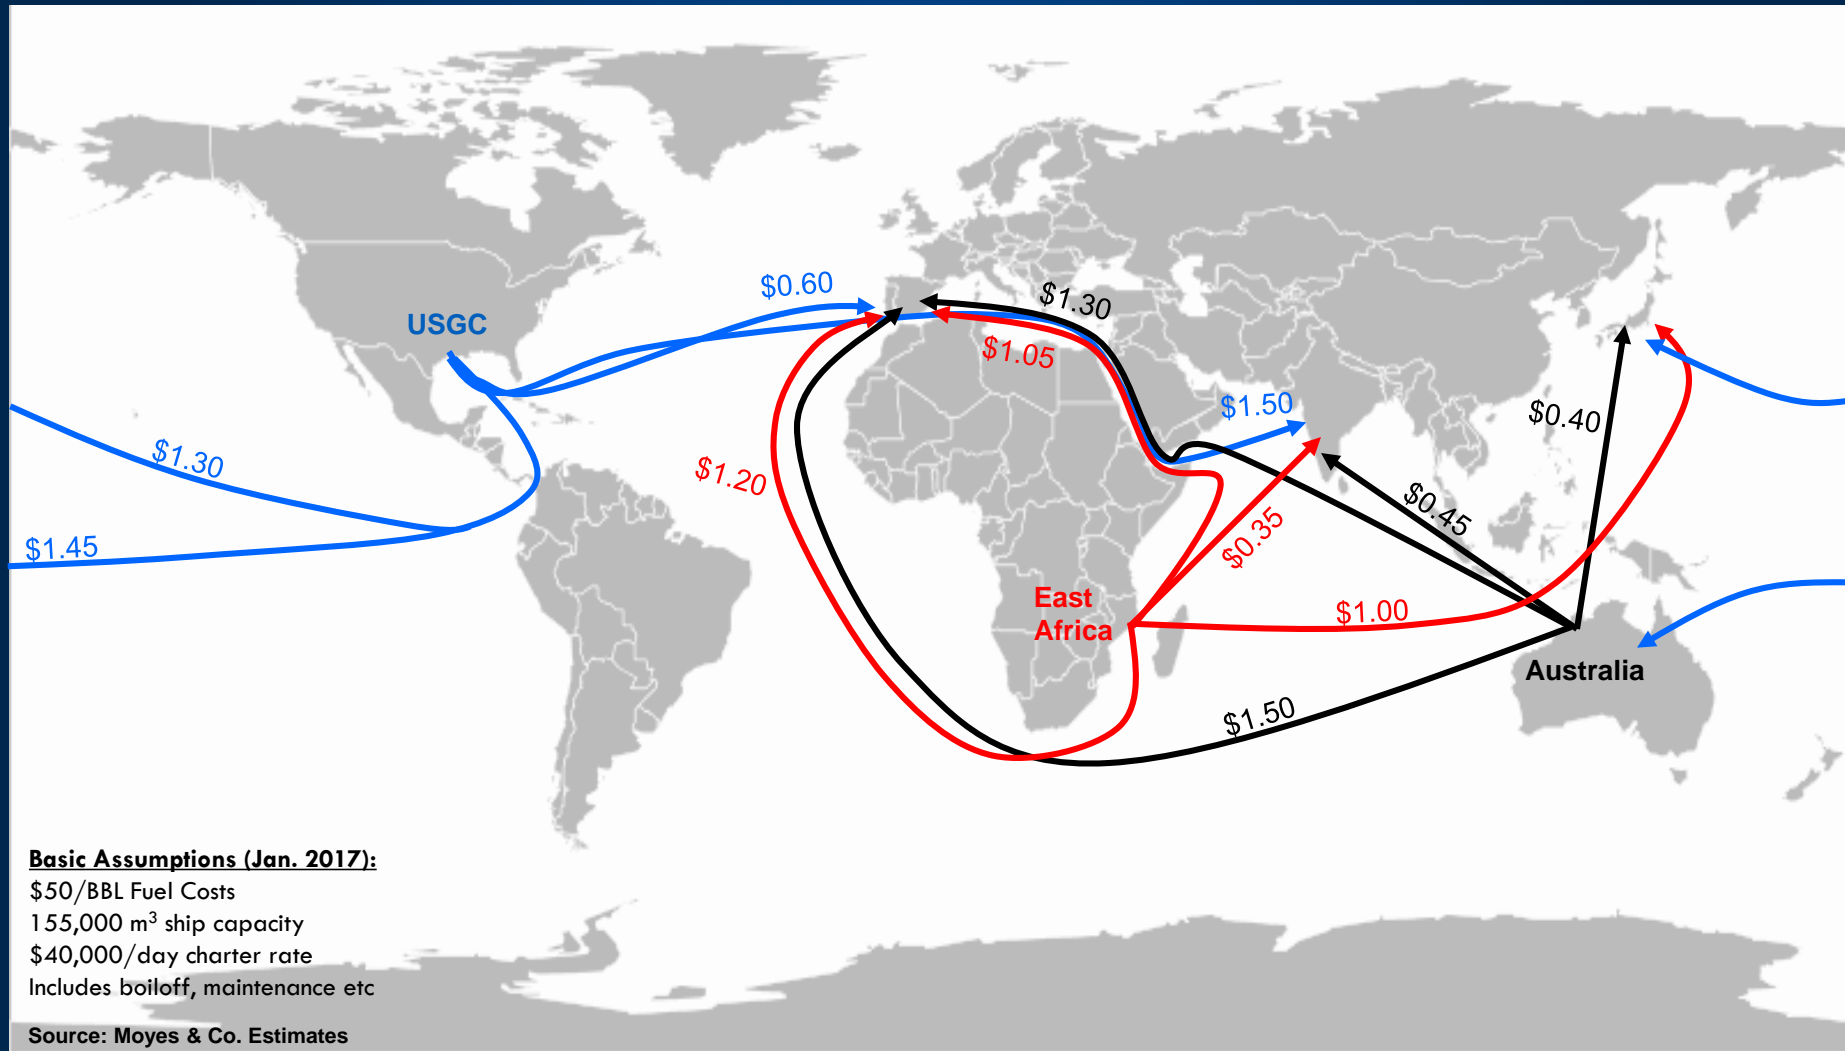 $0.60
$1.30
USGC
$1.05
$1.50
$0.40
$1.30
$1.20
$0.45
$0.35
$1.45
East
Africa
$1.00
Australia
$1.50
Basic Assumptions (Jan. 2017):
$50/BBL Fuel Costs
155,000 m³ ship capacity
$40,000/day charter rate
Includes boiloff, maintenance etc
Source: Moyes & Co. Estimates